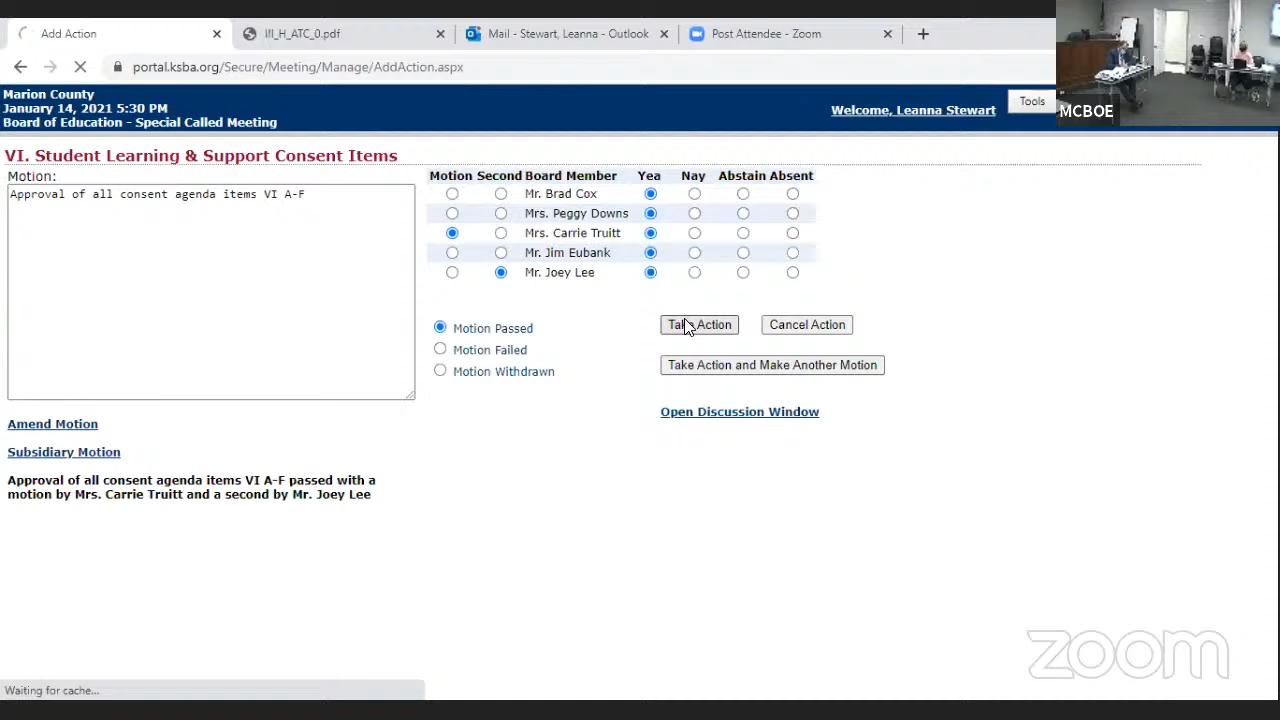 Add Action
III_H_ATC_0.pdf
Mail - Stewart, Leanna - Outlook
Post Attendee - Zoom
portal.ksba.org/Secure/Meeting/Manage/AddAction.aspx
Marion County
January 14, 2021 5:30 PM
Board of Education - Special Called Meeting
Welcome, Leanna Stewart
Tools
MCBOE
VI. Student Learning & Support Consent Items
Motion:
Approval of all consent agenda items VI A-F
Motion Second Board Member Yea Nay Abstain Absent
Mr. Brad Cox
Mrs. Peggy Downs
Mrs. Carrie Truitt
Mr. Jim Eubank
Mr. Joey Lee
Motion Passed
Motion Failed
Motion Withdrawn
Take Action
Cancel Action
Take Action and Make Another Motion
Open Discussion Window
Amend Motion
Subsidiary Motion
Approval of all consent agenda items VI A-F passed with a
motion by Mrs. Carrie Truitt and a second by Mr. Joey Lee
zoom
Waiting for cache...